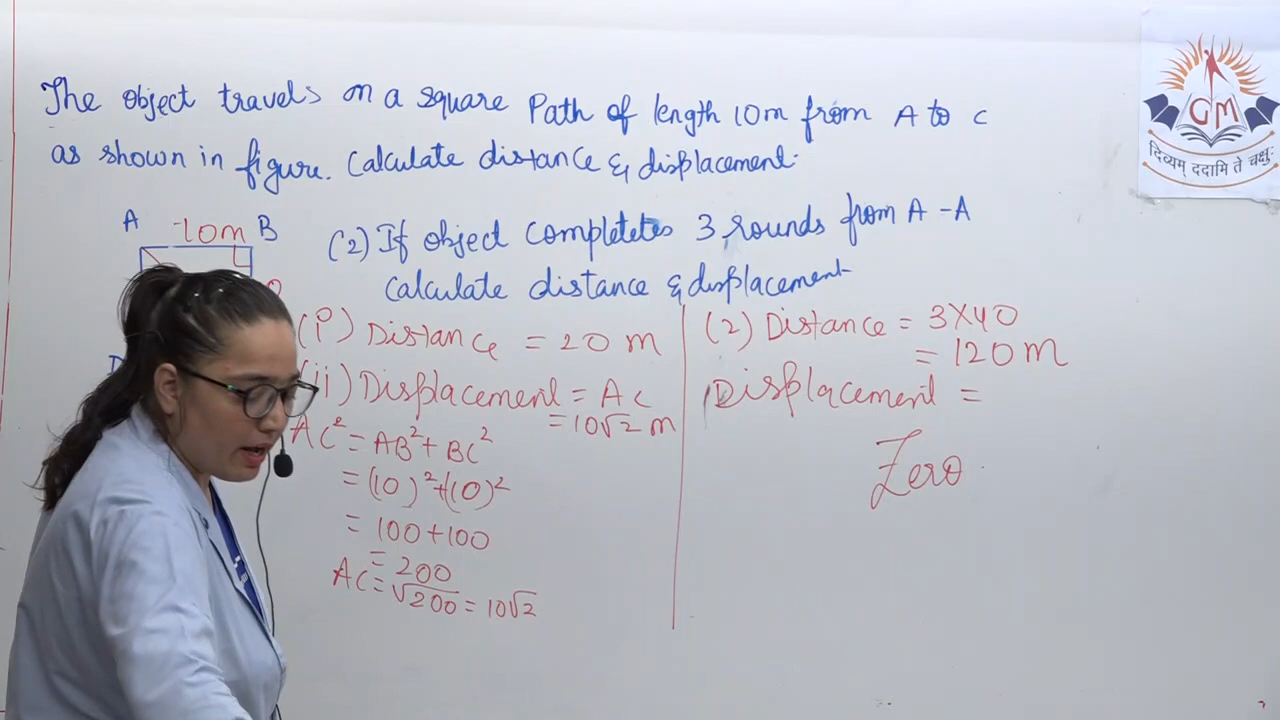 The object travels on a square Path of length 10m from A to C
as shown in figure. Calculate distance & displacement.
A 10m B
(2) If object completetes 3 rounds from A - A
calculate distance & displacement
(i) Distance = 20 m
(ii) Displacement = AC
= 10√2 m
AC² = AB² + BC²
= (10)² + (10)²
= 100 + 100
= 200
AC = √200 = 10√2
(2) Distance = 3×40
= 120 m
Displacement =
Zero
GM
दिव्यम् ददामि ते चक्षुः